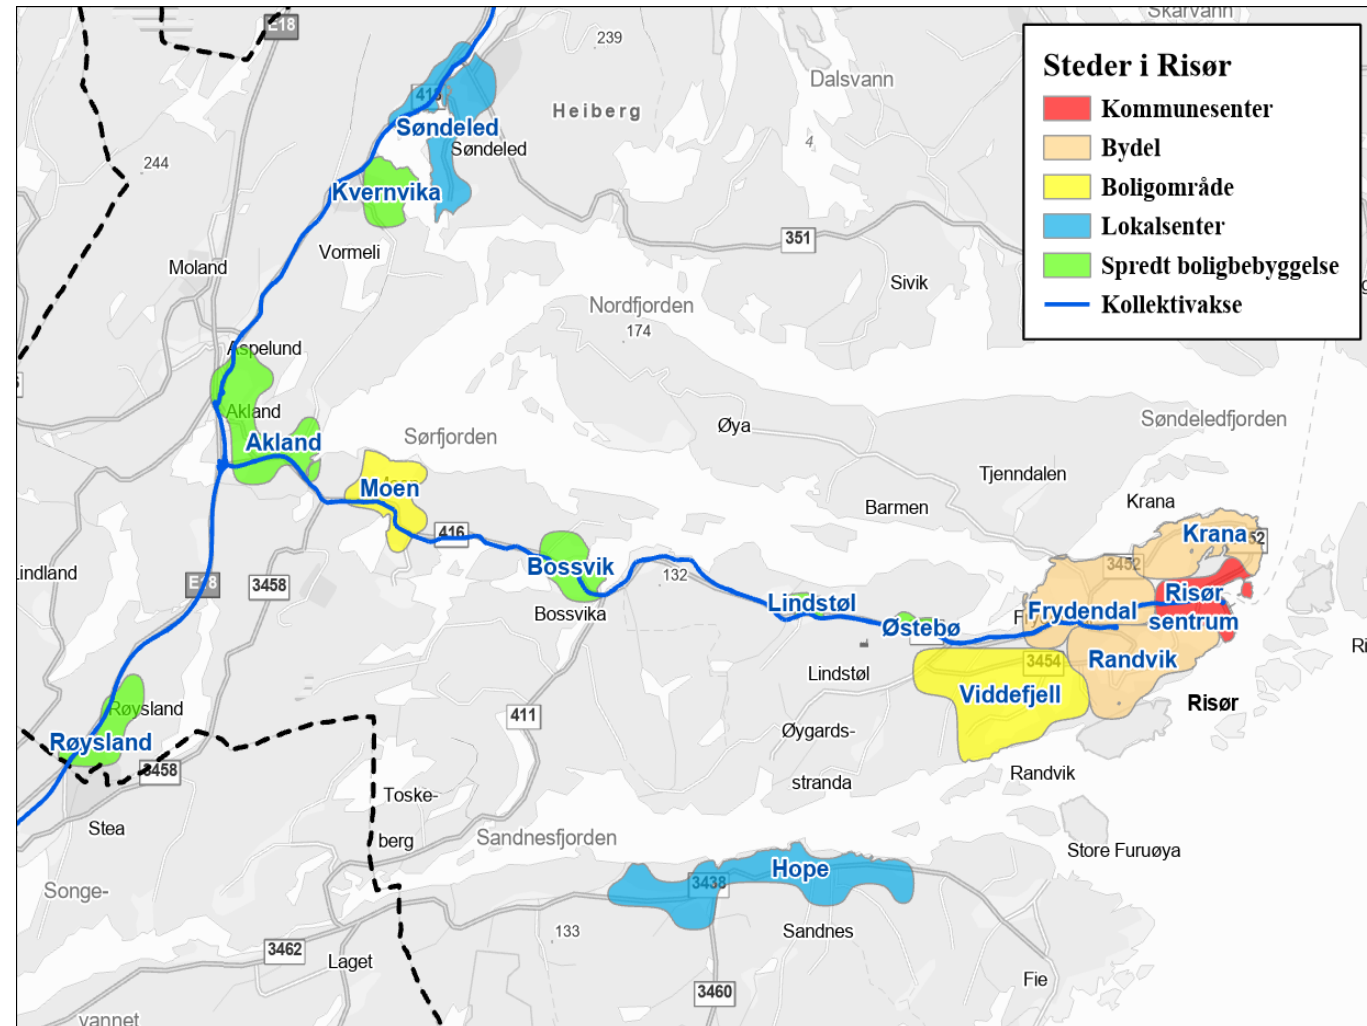 Skarvann
E18
239
Dalsvann
Steder i Risør
Kommunesenter
Bydel
Boligområde
Lokalsenter
Spredt boligbebyggelse
Kollektivakse
416
Heiberg
Søndeled
Søndeled
4
244
Kvernvika
351
Vormeli
Moland
Sivik
Nordfjorden
174
Aspelund
Akland
Akland
Øya
Søndeledfjorden
Sørfjorden
Tjenndalen
Moen
Barmen
Krana
Krana
416
3452
Bossvik
132
3458
E18
Bossvika
Lindstøl
Østebø
Frydendal
Risør
sentrum
3454
Randvik
Lindstøl
Viddefjell
Risør
Røysland
Røysland
411
Øygards-
stranda
Randvik
3458
Stea
Toske-
berg
Sandnesfjorden
Store Furuøya
Hope
3438
Songe-
133
Sandnes
3462
Laget
Fie
3460
vannet